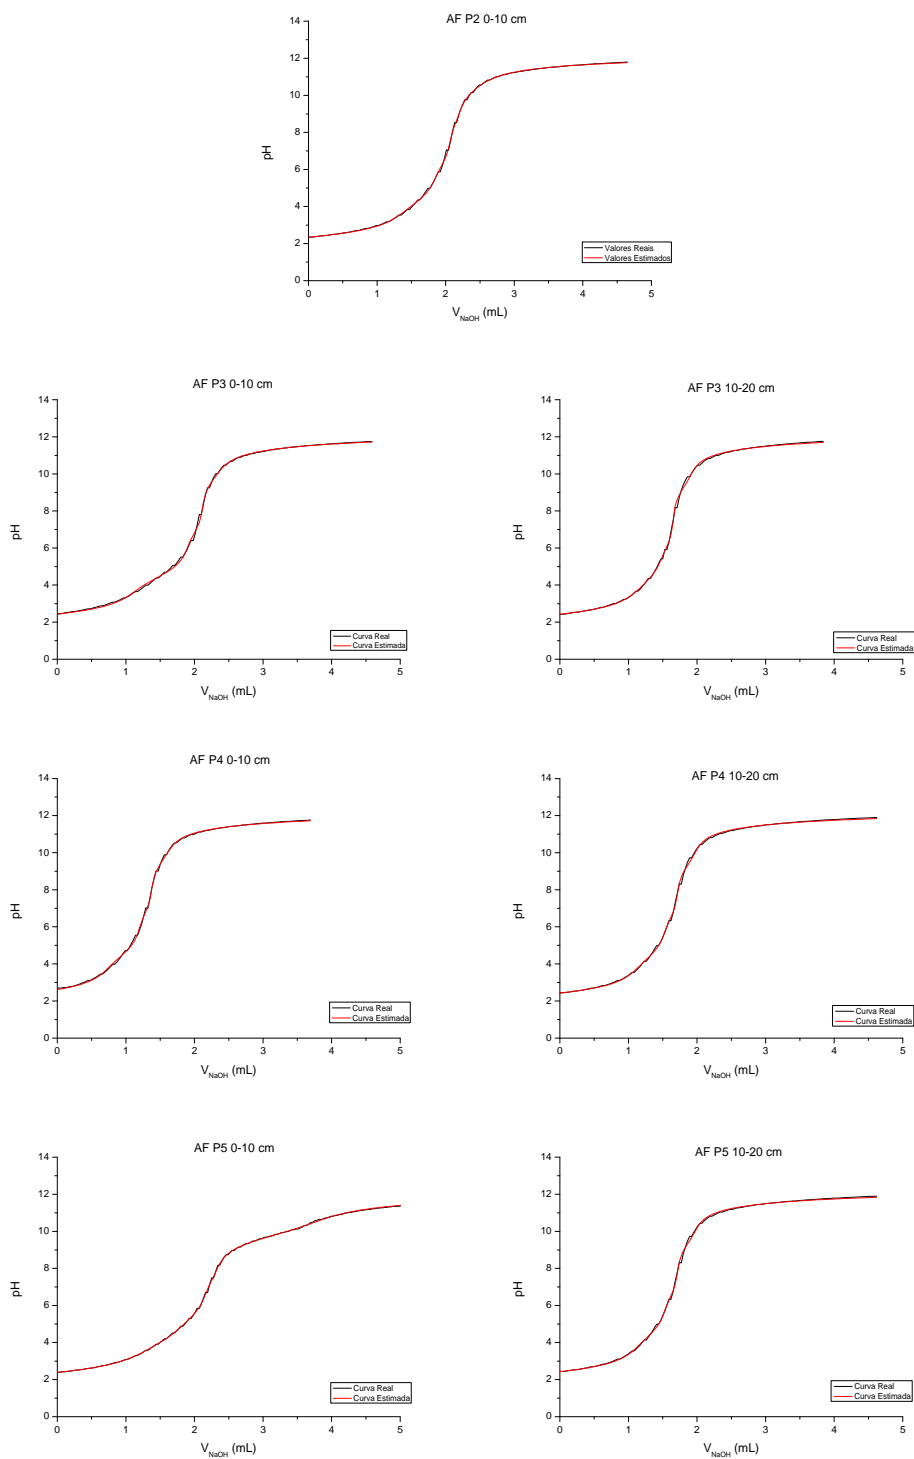 AF P2 0-10 cm
14
12
10
8
6
4
2
0
pH
Valores Reais
Valores Estimados
0 1 2 3 4 5
V_NaOH (mL)
AF P3 0-10 cm
14
12
10
8
6
4
2
0
pH
Curva Real
Curva Estimada
0 1 2 3 4 5
V_NaOH (mL)
AF P3 10-20 cm
14
12
10
8
6
4
2
0
pH
Curva Real
Curva Estimada
0 1 2 3 4 5
V_NaOH (mL)
AF P4 0-10 cm
14
12
10
8
6
4
2
0
pH
Curva Real
Curva Estimada
0 1 2 3 4 5
V_NaOH (mL)
AF P4 10-20 cm
14
12
10
8
6
4
2
0
pH
Curva Real
Curva Estimada
0 1 2 3 4 5
V_NaOH (mL)
AF P5 0-10 cm
14
12
10
8
6
4
2
0
pH
Curva Real
Curva Estimada
0 1 2 3 4 5
V_NaOH (mL)
AF P5 10-20 cm
14
12
10
8
6
4
2
0
pH
Curva Real
Curva Estimada
0 1 2 3 4 5
V_NaOH (mL)